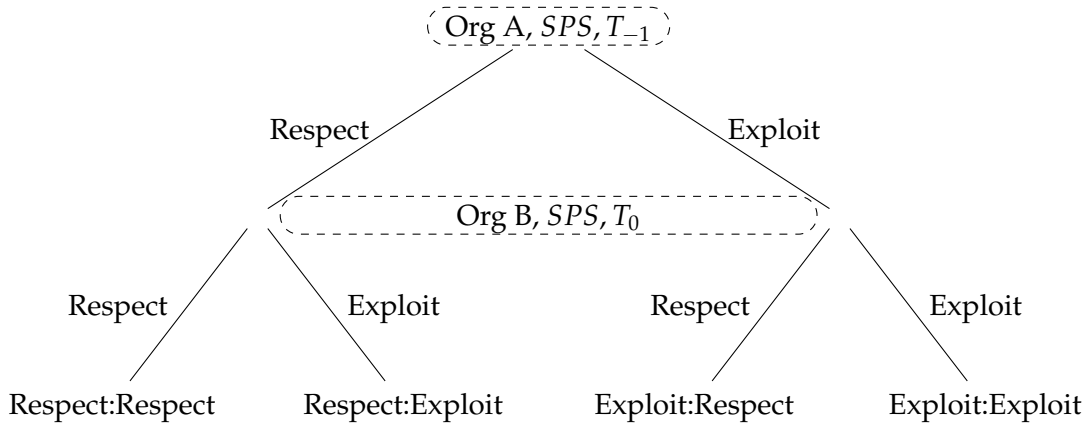 Org A, SPS, T₋₁
Respect Exploit
Org B, SPS, T₀
Respect Exploit Respect Exploit
Respect:Respect Respect:Exploit Exploit:Respect Exploit:Exploit